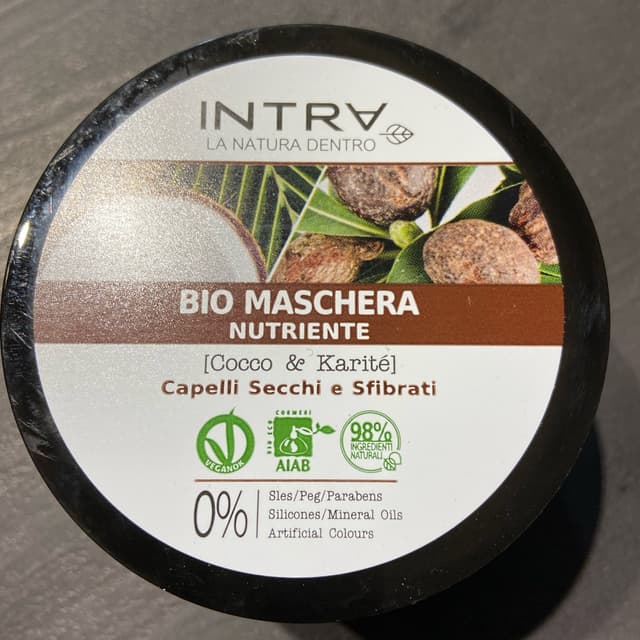 INTRA
LA NATURA DENTRO
BIO MASCHERA
NUTRIENTE
[Cocco & Karité]
Capelli Secchi e Sfibrati
VEGANOK
BIO ECO COSMESI
AIAB
98%
INGREDIENTI
NATURALI
0%
Sles/Peg/Parabens
Silicones/Mineral Oils
Artificial Colours